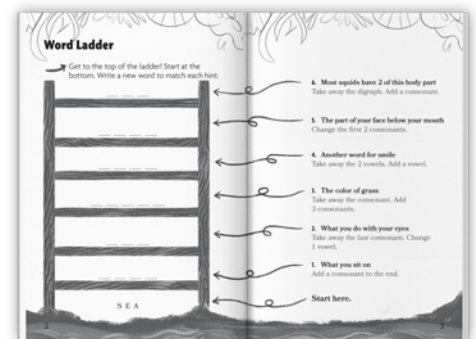 Word Ladder
Get to the top of the ladder! Start at the
bottom. Write a new word to match each hint.
6. Most squids have 2 of this body part
Take away the digraph. Add a consonant.
5. The part of your face below your mouth
Change the first 2 consonants.
4. Another word for smile
Take away the 2 vowels. Add a vowel.
3. The color of grass
Take away the consonant. Add
3 consonants.
2. What you do with your eyes
Take away the last consonant. Change
1 vowel.
1. What you sit on
Add a consonant to the end.
Start here.
SEA
2
3